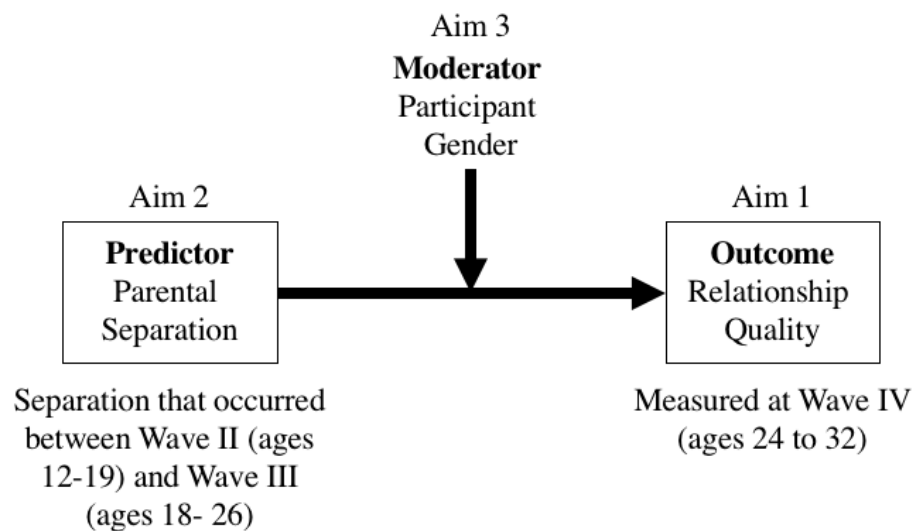 Aim 3
Moderator
Participant
Gender
Aim 2
Predictor
Parental
Separation
Separation that occurred
between Wave II (ages
12-19) and Wave III
(ages 18- 26)
Aim 1
Outcome
Relationship
Quality
Measured at Wave IV
(ages 24 to 32)